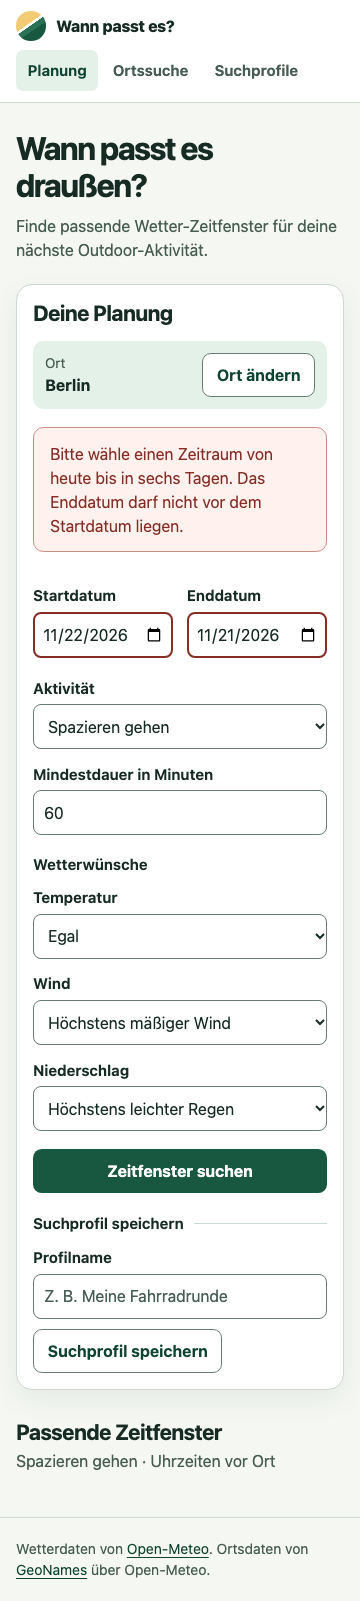 Wann passt es?
Planung Ortssuche Suchprofile
Wann passt es
draußen?
Finde passende Wetter-Zeitfenster für deine
nächste Outdoor-Aktivität.
Deine Planung
Ort
Berlin
Ort ändern
Bitte wähle einen Zeitraum von
heute bis in sechs Tagen. Das
Enddatum darf nicht vor dem
Startdatum liegen.
Startdatum Enddatum
11/22/2026 11/21/2026
Aktivität
Spazieren gehen
Mindestdauer in Minuten
60
Wetterwünsche
Temperatur
Egal
Wind
Höchstens mäßiger Wind
Niederschlag
Höchstens leichter Regen
Zeitfenster suchen
Suchprofil speichern
Profilname
Z. B. Meine Fahrradrunde
Suchprofil speichern
Passende Zeitfenster
Spazieren gehen · Uhrzeiten vor Ort
Wetterdaten von Open-Meteo. Ortsdaten von
GeoNames über Open-Meteo.